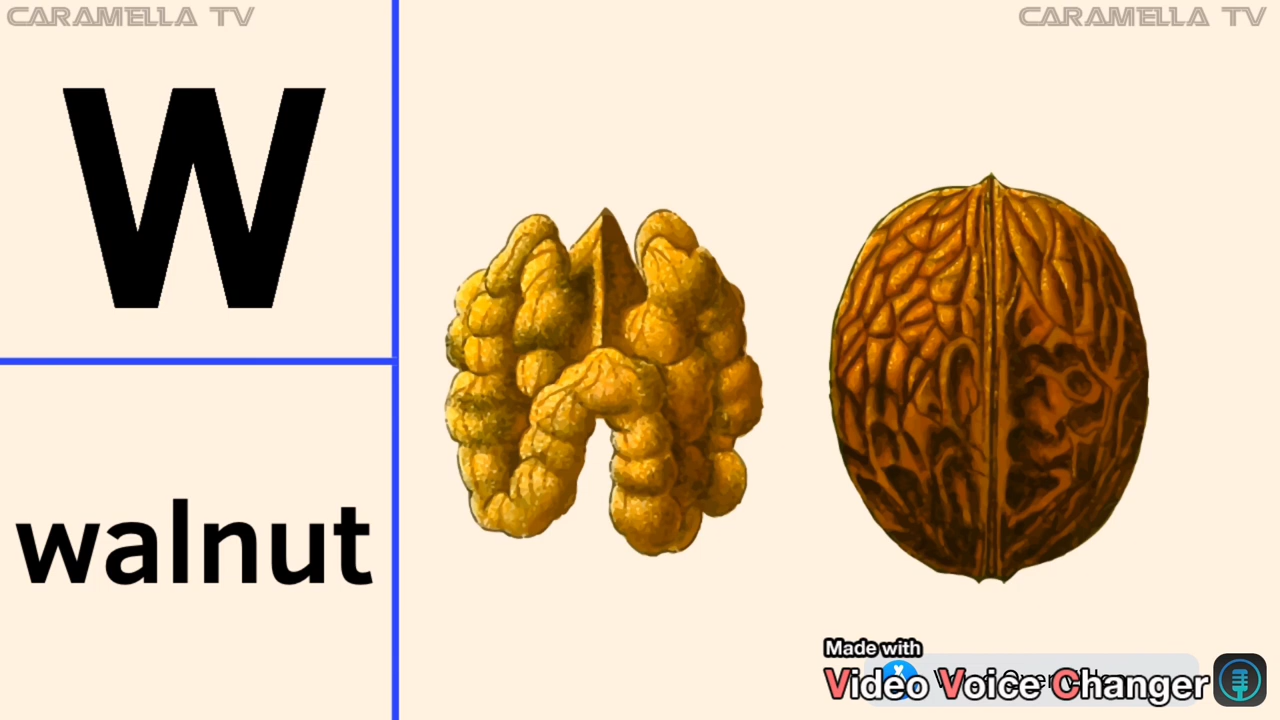 CARAMELLA TV
CARAMELLA TV
W
walnut
Made with
Video Voice Changer